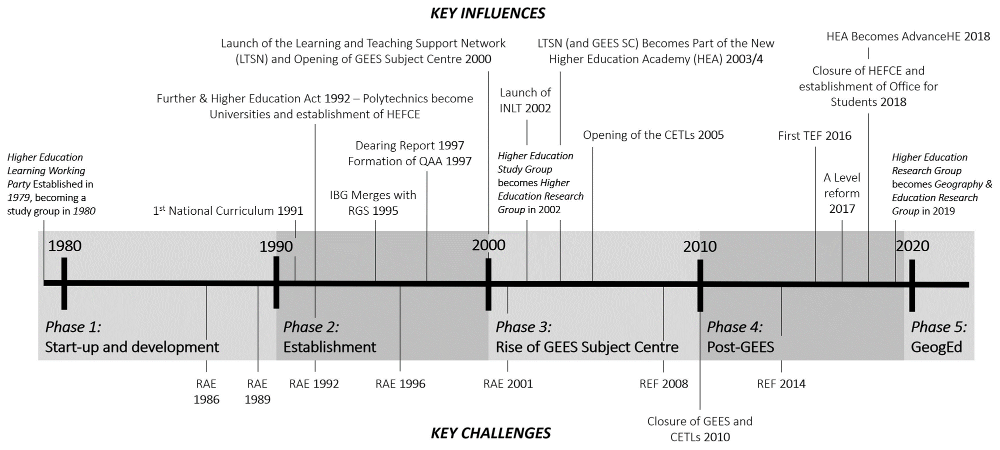 KEY INFLUENCES
Launch of the Learning and Teaching Support Network
(LTSN) and Opening of GEES Subject Centre 2000
LTSN (and GEES SC) Becomes Part of the New
Higher Education Academy (HEA) 2003/4
HEA Becomes AdvanceHE 2018
Closure of HEFCE and
establishment of Office for
Students 2018
Further & Higher Education Act 1992 – Polytechnics become
Universities and establishment of HEFCE
Launch of
INLT 2002
Dearing Report 1997
Formation of QAA 1997
Opening of the CETLs 2005
First TEF 2016
Higher Education
Learning Working
Party Established in
1979, becoming a
study group in 1980
1st National Curriculum 1991
IBG Merges with
RGS 1995
Higher Education
Study Group
becomes Higher
Education Research
Group in 2002
A Level
reform
2017
Higher Education
Research Group
becomes Geography &
Education Research
Group in 2019
1980
1990
2000
2010
2020
Phase 1:
Start-up and development
Phase 2:
Establishment
Phase 3:
Rise of GEES Subject Centre
Phase 4:
Post-GEES
Phase 5:
GeogEd
RAE
1986
RAE
1989
RAE 1992
RAE 1996
RAE 2001
REF 2008
REF 2014
Closure of GEES and
CETLs 2010
KEY CHALLENGES